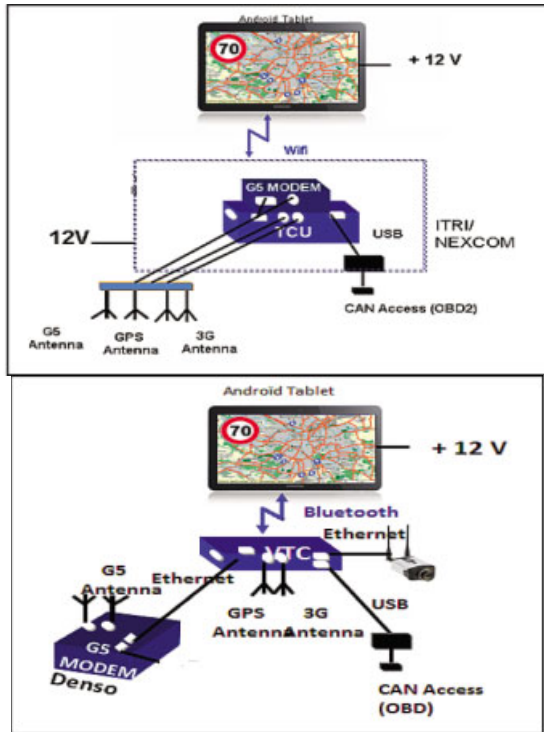 Android Tablet
70
+ 12 V
Wifi
G5 MODEM
TCU
USB
ITRI/
NEXCOM
12V
CAN Access (OBD2)
G5
Antenna
GPS
Antenna
3G
Antenna
Androïd Tablet
70
+ 12 V
Bluetooth
Ethernet
VTC
G5
Antenna
Ethernet
GPS
Antenna
3G
Antenna
USB
G5
MODEM
Denso
CAN Access
(OBD)